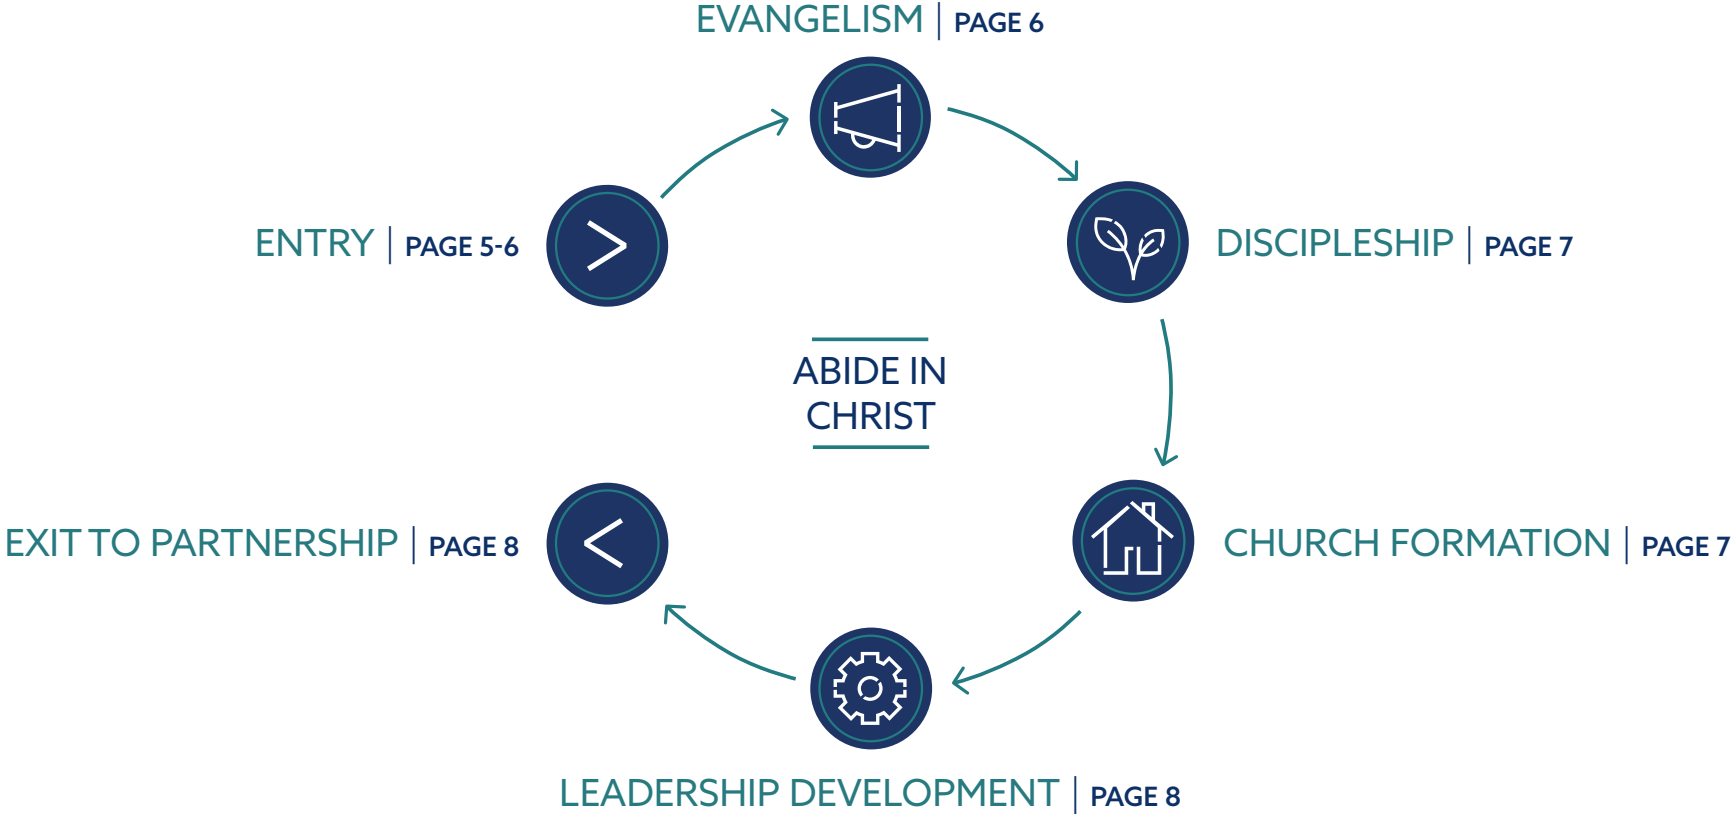 EVANGELISM | PAGE 6
ENTRY | PAGE 5-6
DISCIPLESHIP | PAGE 7
ABIDE IN
CHRIST
EXIT TO PARTNERSHIP | PAGE 8
CHURCH FORMATION | PAGE 7
LEADERSHIP DEVELOPMENT | PAGE 8